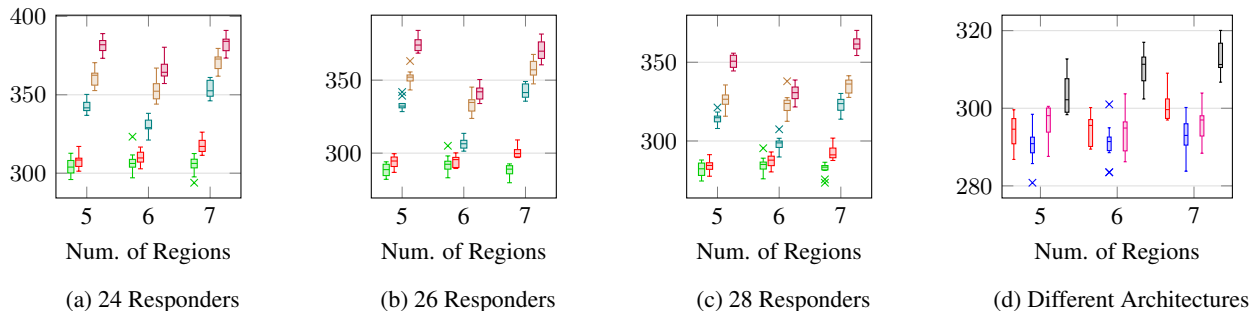 400
350
300
5 6 7
Num. of Regions
(a) 24 Responders
350
300
5 6 7
Num. of Regions
(b) 26 Responders
350
300
5 6 7
Num. of Regions
(c) 28 Responders
320
300
280
5 6 7
Num. of Regions
(d) Different Architectures